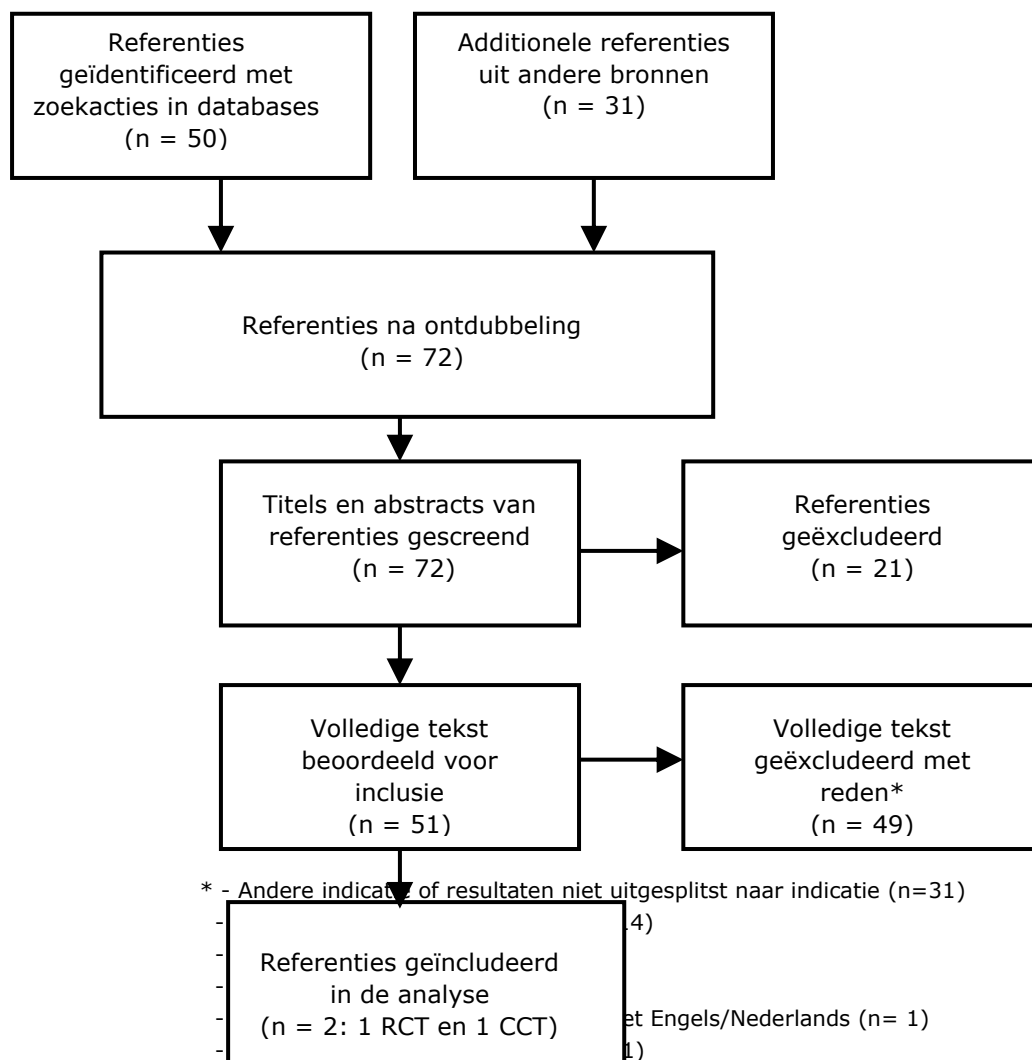 Referenties
geïdentificeerd met
zoekacties in databases
(n = 50)
Additionele referenties
uit andere bronnen
(n = 31)
Referenties na ontdubbeling
(n = 72)
Titels en abstracts van
referenties gescreend
(n = 72)
Referenties
geëxcludeerd
(n = 21)
Volledige tekst
beoordeeld voor
inclusie
(n = 51)
Volledige tekst
geëxcludeerd met
reden*
(n = 49)
* - Andere indicatie of resultaten niet uitgesplitst naar indicatie (n=31)
- 4)
-
-
- Engels/Nederlands (n= 1)
- 1)
Referenties geïncludeerd
in de analyse
(n = 2: 1 RCT en 1 CCT)